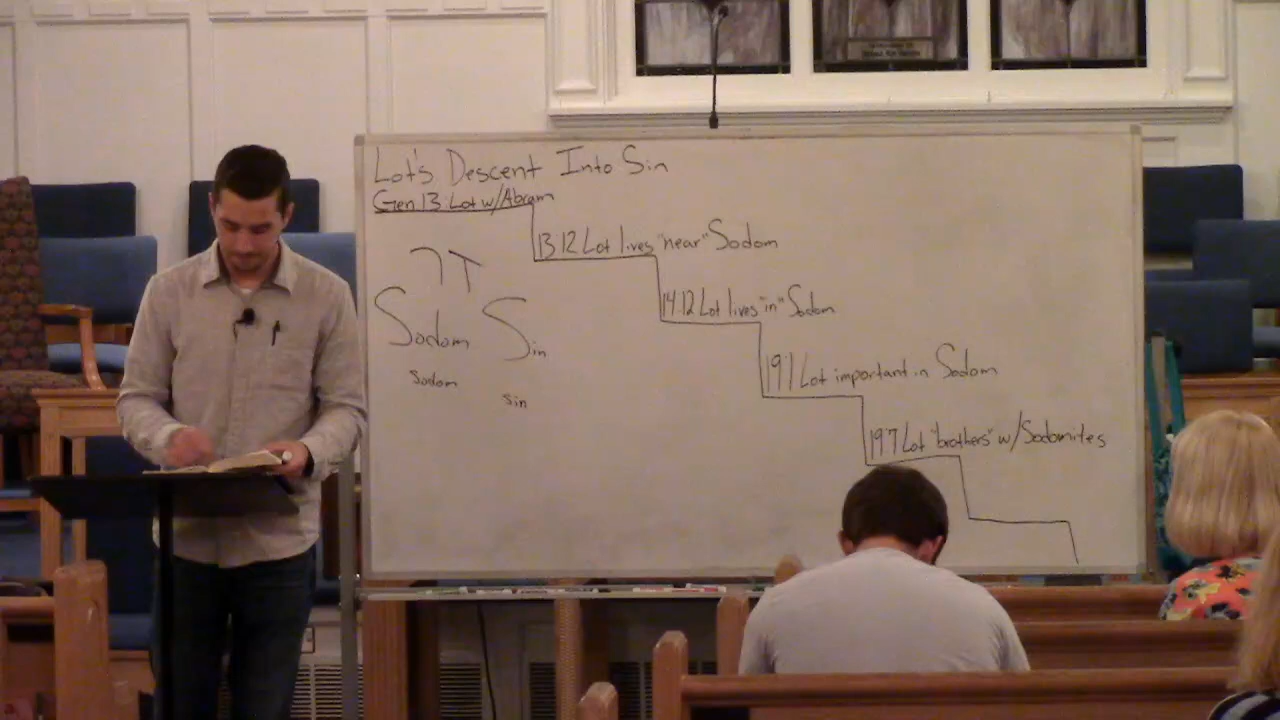 Lot's Descent Into Sin
Gen 13: Lot w/Abram
13:12 Lot lives "near" Sodom
14:12 Lot lives "in" Sodom
19:1 Lot important in Sodom
19:7 Lot "brothers" w/Sodomites
Sodom Sin
Sodom
sin